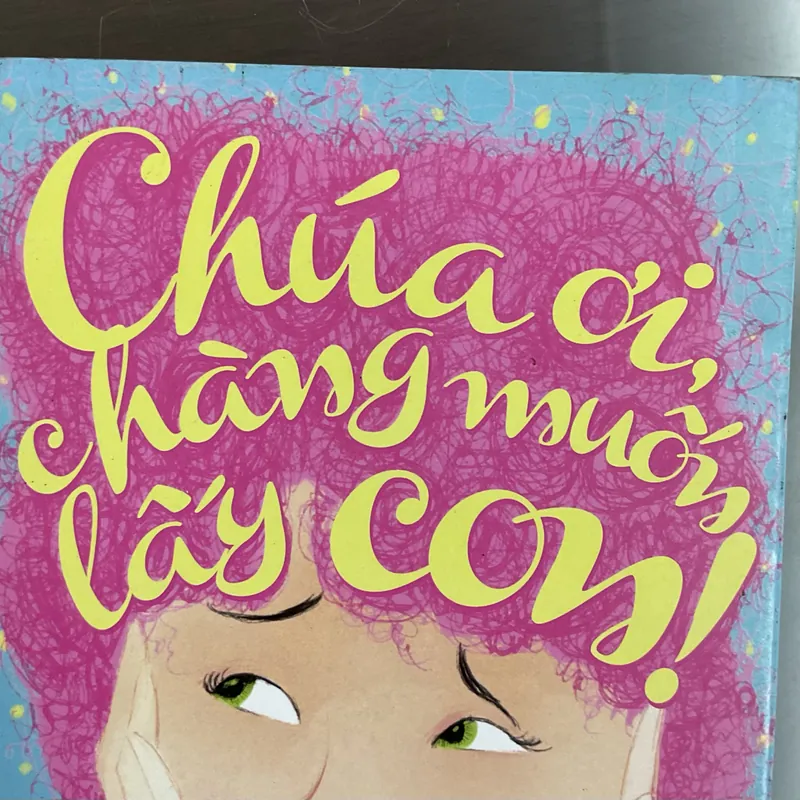 Chúa ơi,
chàng muốn
lấy con!